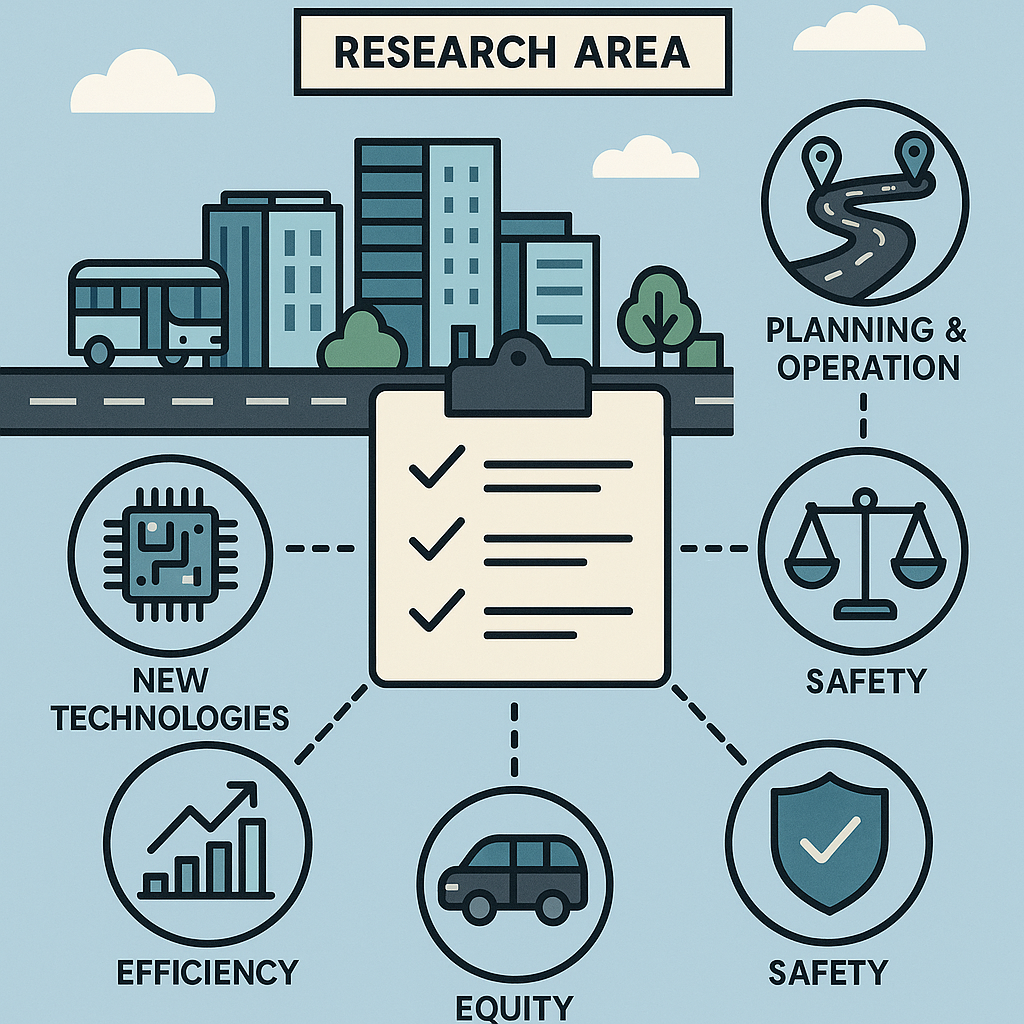 RESEARCH AREA
PLANNING &
OPERATION
NEW
TECHNOLOGIES
SAFETY
EFFICIENCY
EQUITY
SAFETY